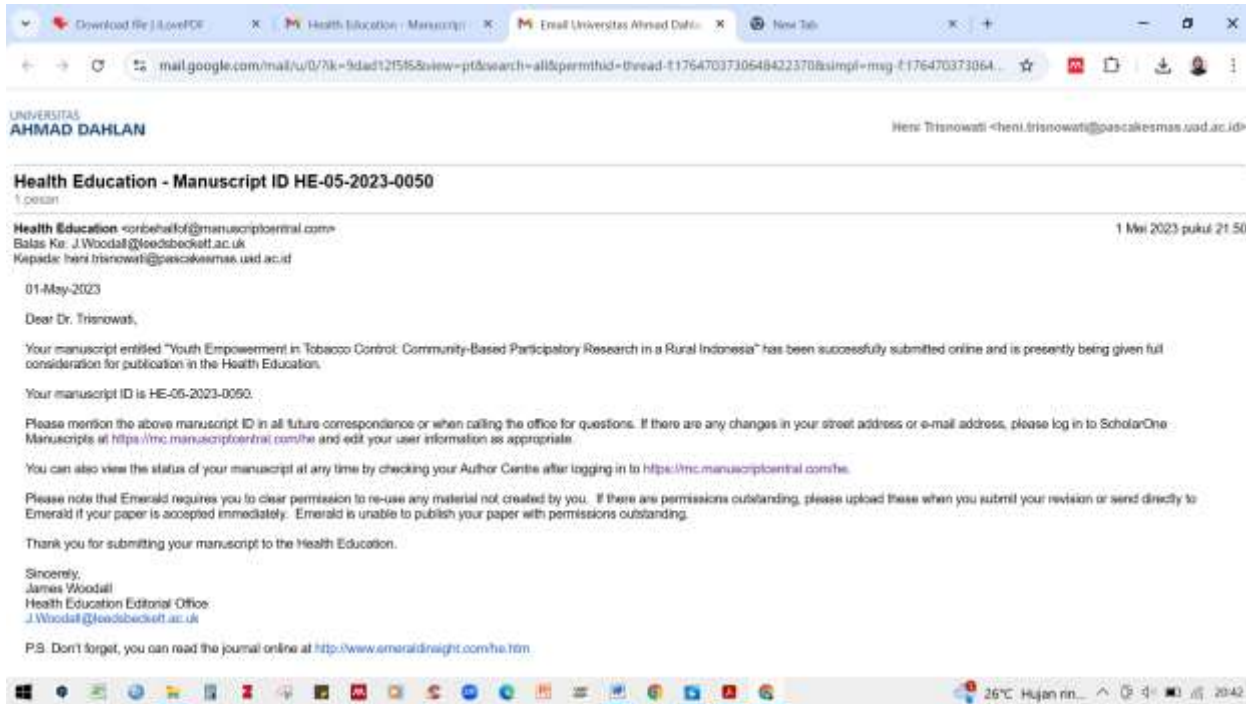 Download file | iLovePDF
Health Education - Manuscript
Email Universitas Ahmad Dahla
New Tab
mail.google.com/mail/u/0/?ik=
UNIVERSITAS
AHMAD DAHLAN
Heni Trisnowati <heni.trisnowati@pascakesmas.uad.ac.id>
Health Education - Manuscript ID HE-05-2023-0050
1 pesan
Health Education <onbehalfof@manuscriptcentral.com>
1 Mei 2023 pukul 21.50
Balas Ke: J.Woodall@leedsbeckett.ac.uk
Kepada: heni.trisnowati@pascakesmas.uad.ac.id
01-May-2023
Dear Dr. Trisnowati,
Your manuscript entitled "Youth Empowerment in Tobacco Control: Community-Based Participatory Research in a Rural Indonesia" has been successfully submitted online and is presently being given full
consideration for publication in the Health Education.
Your manuscript ID is HE-05-2023-0050.
Please mention the above manuscript ID in all future correspondence or when calling the office for questions. If there are any changes in your street address or e-mail address, please log in to ScholarOne
Manuscripts at https://mc.manuscriptcentral.com/he and edit your user information as appropriate.
You can also view the status of your manuscript at any time by checking your Author Centre after logging in to https://mc.manuscriptcentral.com/he.
Please note that Emerald requires you to clear permission to re-use any material not created by you. If there are permissions outstanding, please upload these when you submit your revision or send directly to
Emerald if your paper is accepted immediately. Emerald is unable to publish your paper with permissions outstanding.
Thank you for submitting your manuscript to the Health Education.
Sincerely,
James Woodall
Health Education Editorial Office
J.Woodall@leedsbeckett.ac.uk
P.S. Don't forget, you can read the journal online at http://www.emeraldinsight.com/he.htm
26°C Hujan rin... 20:42